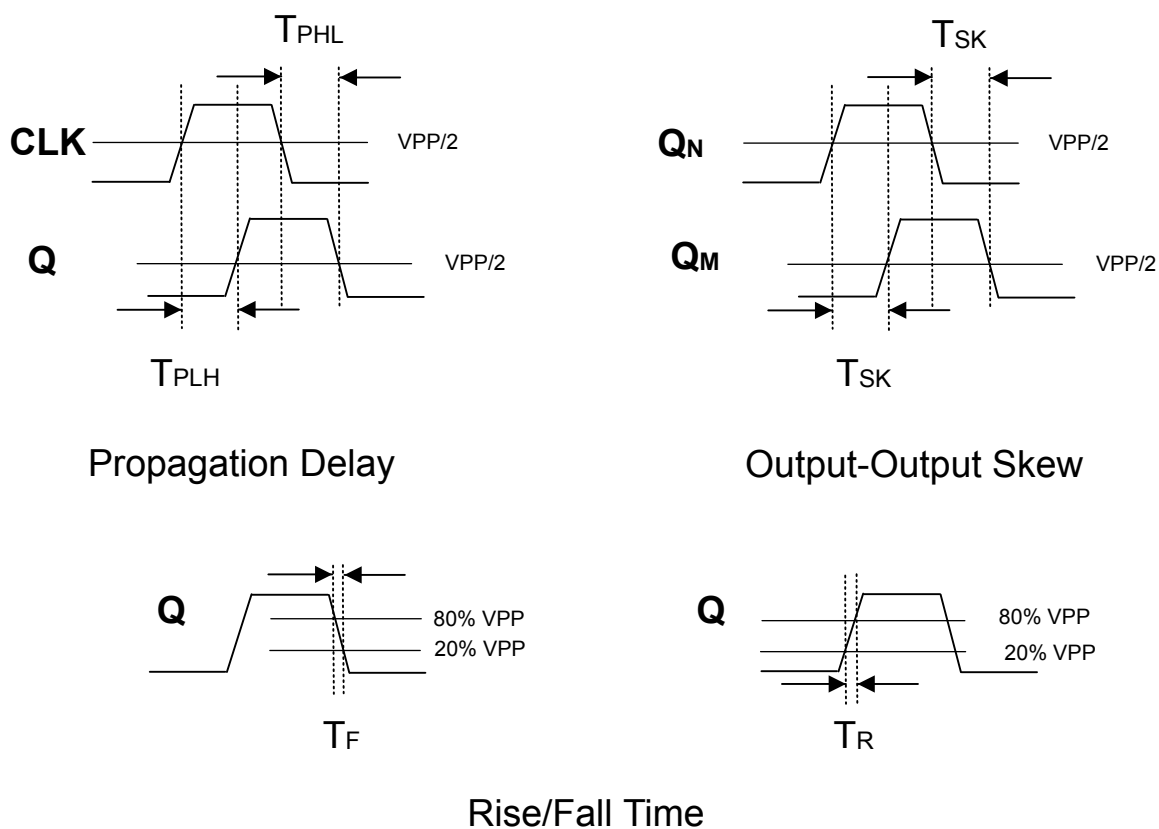 TPHL
CLK
VPP/2
Q
VPP/2
TPLH
Propagation Delay
TSK
QN
VPP/2
QM
VPP/2
TSK
Output-Output Skew
Q
80% VPP
20% VPP
TF
Q
80% VPP
20% VPP
TR
Rise/Fall Time